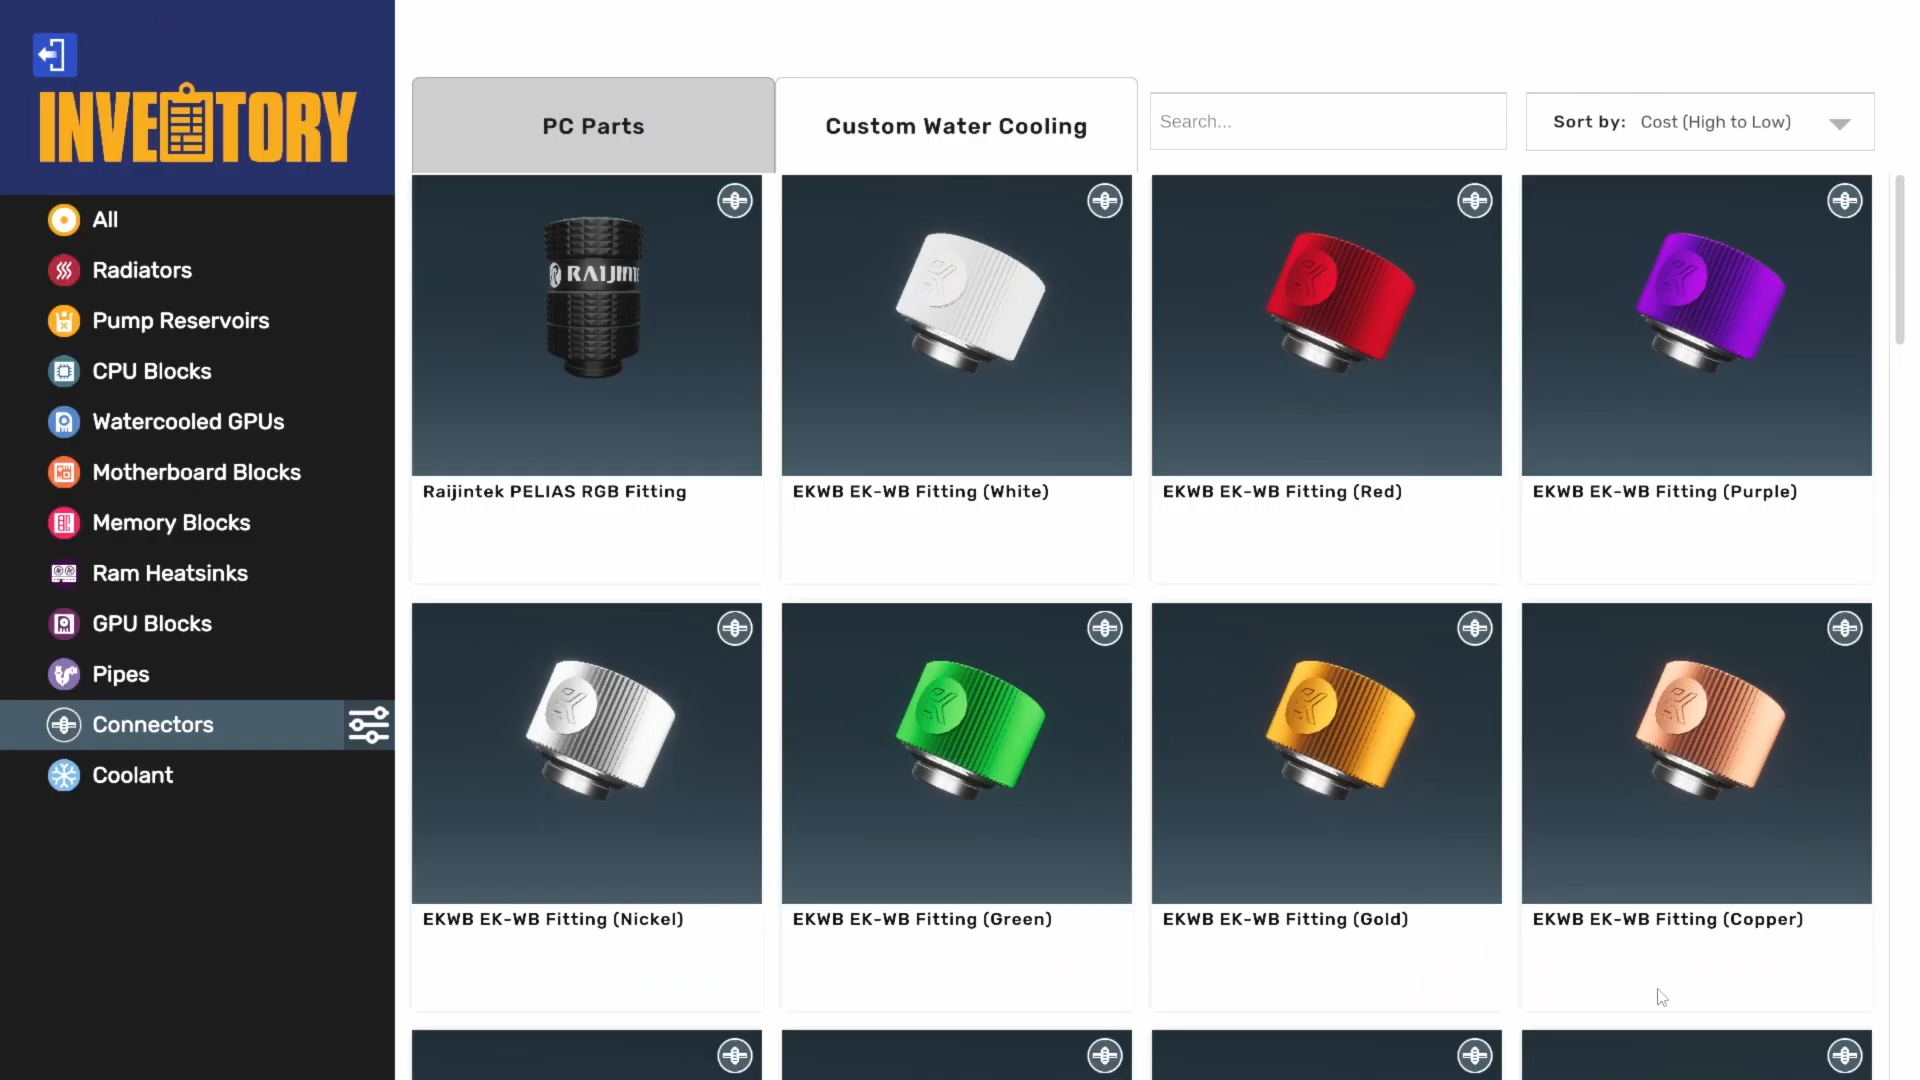 INVENTORY
PC Parts
Custom Water Cooling
Search...
Sort by: Cost (High to Low)
All
Radiators
Pump Reservoirs
CPU Blocks
Watercooled GPUs
Motherboard Blocks
Memory Blocks
Ram Heatsinks
GPU Blocks
Pipes
Connectors
Coolant
Raijintek PELIAS RGB Fitting
EKWB EK-WB Fitting (White)
EKWB EK-WB Fitting (Red)
EKWB EK-WB Fitting (Purple)
EKWB EK-WB Fitting (Nickel)
EKWB EK-WB Fitting (Green)
EKWB EK-WB Fitting (Gold)
EKWB EK-WB Fitting (Copper)